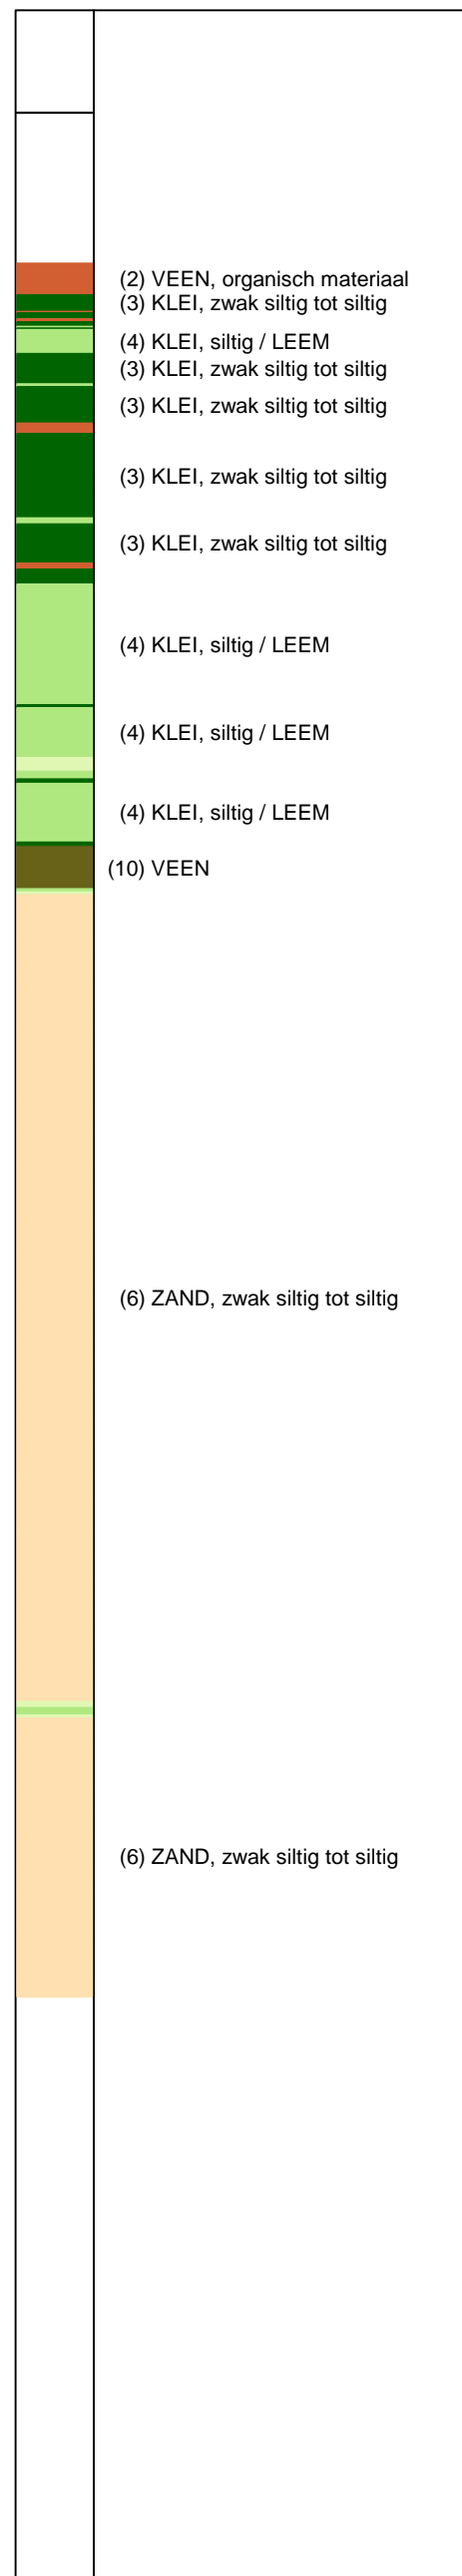 (2) VEEN, organisch materiaal
(3) KLEI, zwak siltig tot siltig
(4) KLEI, siltig / LEEM
(3) KLEI, zwak siltig tot siltig
(3) KLEI, zwak siltig tot siltig
(3) KLEI, zwak siltig tot siltig
(3) KLEI, zwak siltig tot siltig
(4) KLEI, siltig / LEEM
(4) KLEI, siltig / LEEM
(4) KLEI, siltig / LEEM
(10) VEEN
(6) ZAND, zwak siltig tot siltig
(6) ZAND, zwak siltig tot siltig